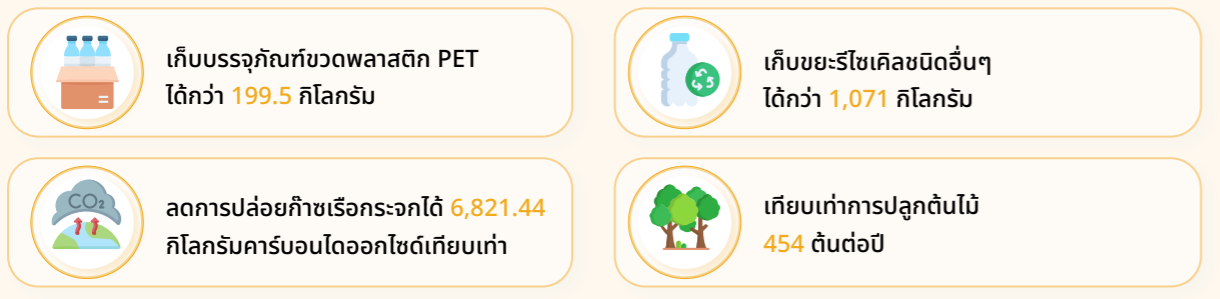 เก็บบรรจุภัณฑ์ขวดพลาสติก PET
ได้กว่า 199.5 กิโลกรัม
เก็บขยะรีไซเคิลชนิดอื่นๆ
ได้กว่า 1,071 กิโลกรัม
CO₂
ลดการปล่อยก๊าซเรือกระจกได้ 6,821.44
กิโลกรัมคาร์บอนไดออกไซด์เทียบเท่า
เทียบเท่าการปลูกต้นไม้
454 ต้นต่อปี